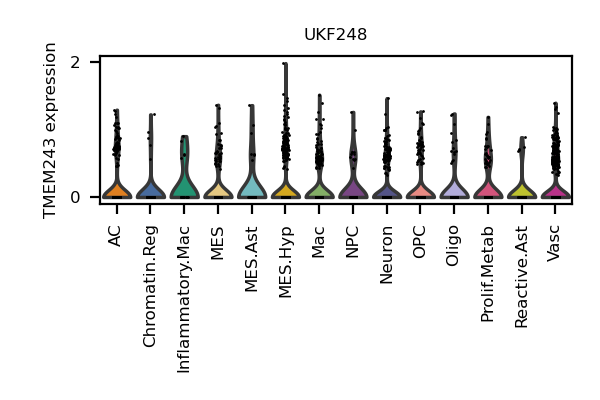 UKF248
TMEM243 expression
2
0
AC
Chromatin.Reg
Inflammatory.Mac
MES
MES.Ast
MES.Hyp
Mac
NPC
Neuron
OPC
Oligo
Prolif.Metab
Reactive.Ast
Vasc